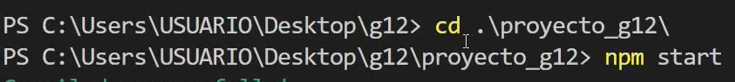 PS C:\Users\USUARIO\Desktop\g12> cd .\proyecto_g12\
PS C:\Users\USUARIO\Desktop\g12\proyecto_g12> npm start